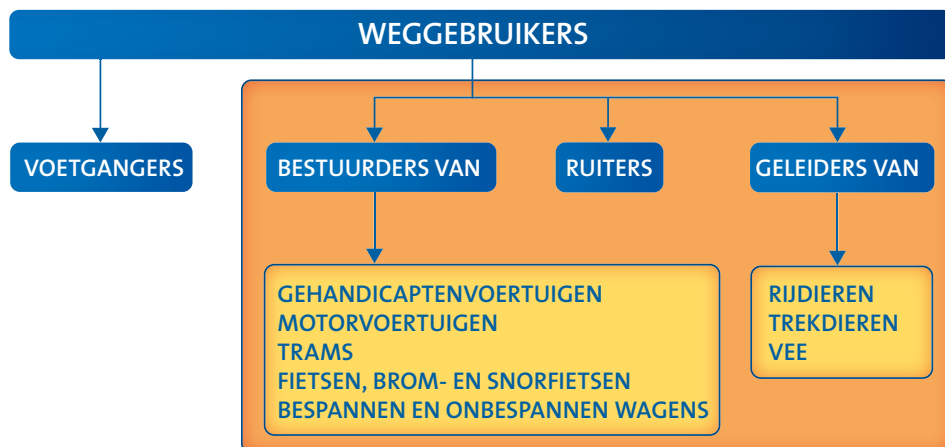 WEGGEBRUIKERS
VOETGANGERS
BESTUURDERS VAN
RUITERS
GELEIDERS VAN
GEHANDICAPTENVOERTUIGEN
MOTORVOERTUIGEN
TRAMS
FIETSEN, BROM- EN SNORFIETSEN
BESPANNEN EN ONBESPANNEN WAGENS
RIJDIEREN
TREKDIEREN
VEE